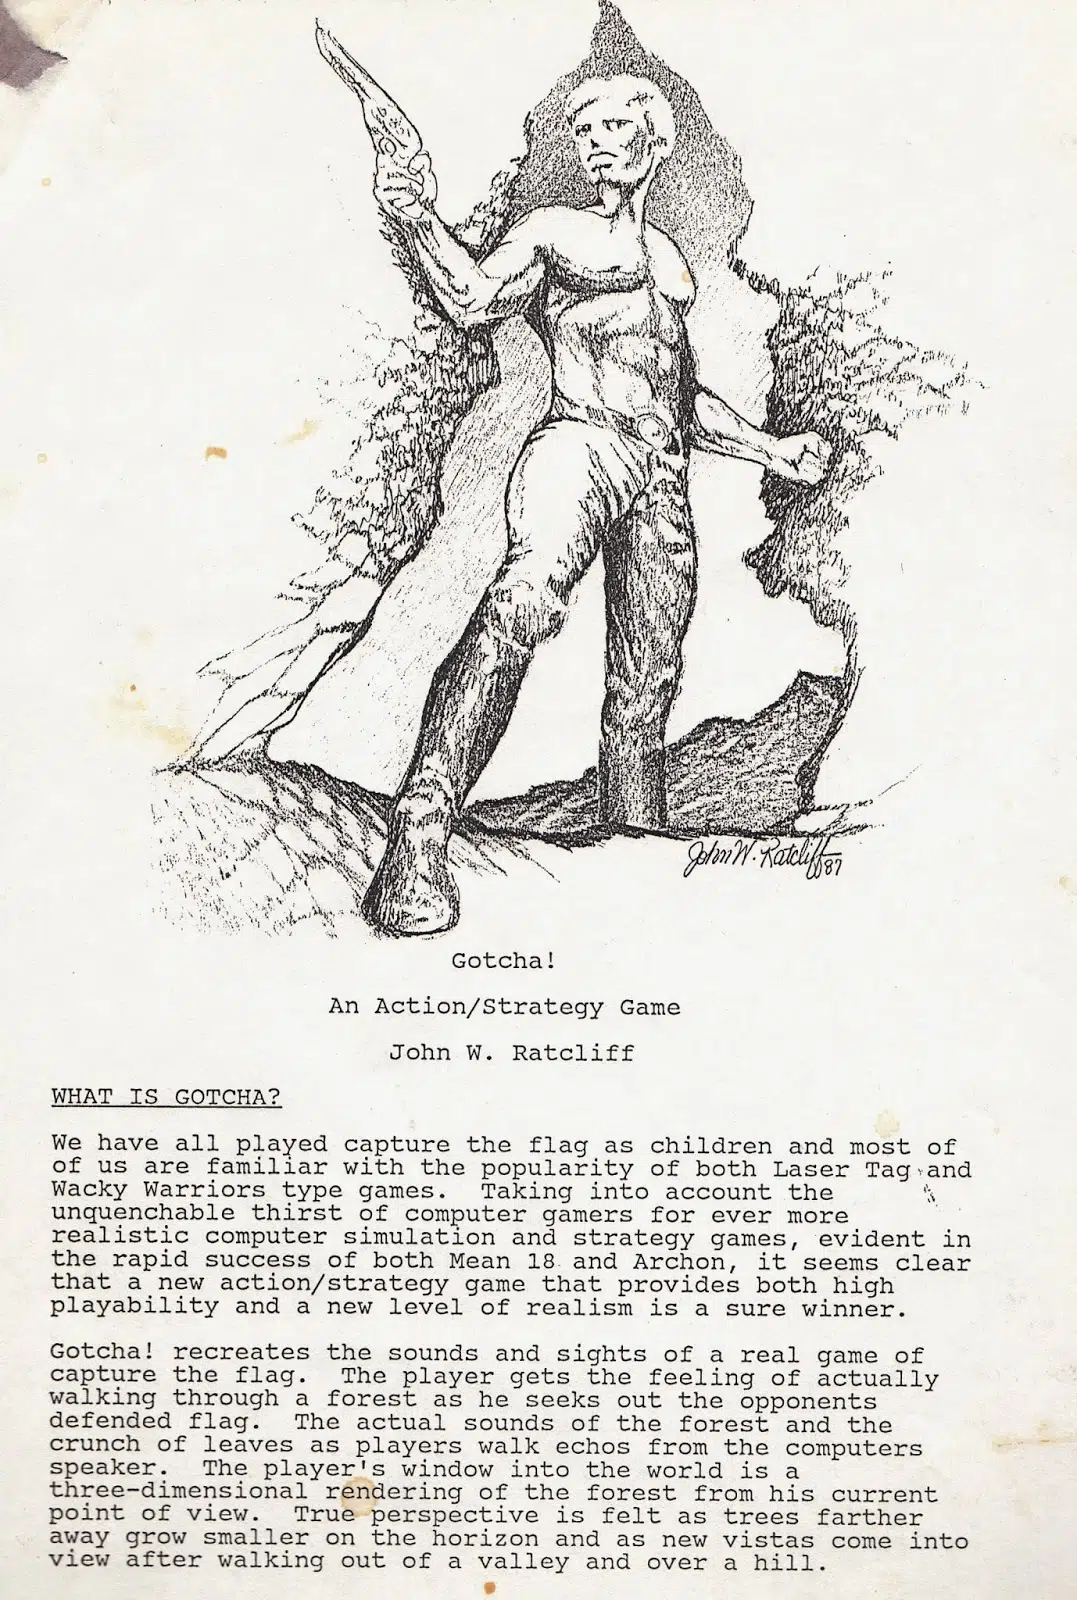 John W. Ratcliff 87
Gotcha!
An Action/Strategy Game
John W. Ratcliff
WHAT IS GOTCHA?
We have all played capture the flag as children and most of
of us are familiar with the popularity of both Laser Tag and
Wacky Warriors type games.  Taking into account the
unquenchable thirst of computer gamers for ever more
realistic computer simulation and strategy games, evident in
the rapid success of both Mean 18 and Archon, it seems clear
that a new action/strategy game that provides both high
playability and a new level of realism is a sure winner.
Gotcha! recreates the sounds and sights of a real game of
capture the flag.  The player gets the feeling of actually
walking through a forest as he seeks out the opponents
defended flag.  The actual sounds of the forest and the
crunch of leaves as players walk echos from the computers
speaker.  The player's window into the world is a
three-dimensional rendering of the forest from his current
point of view.  True perspective is felt as trees farther
away grow smaller on the horizon and as new vistas come into
view after walking out of a valley and over a hill.